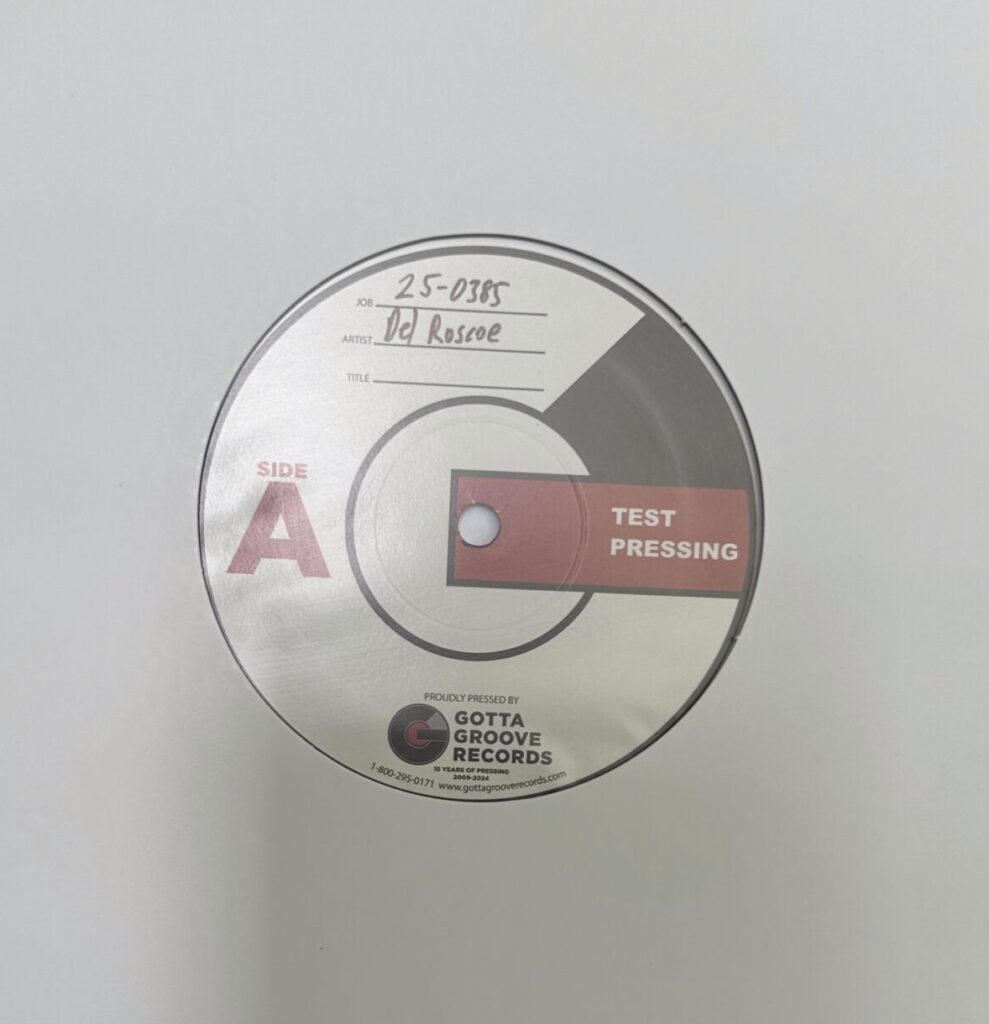 JOB 25-0385
ARTIST Del Roscoe
TITLE
SIDE
A
TEST
PRESSING
PROUDLY PRESSED BY
GOTTA
GROOVE
RECORDS
15 YEARS OF PRESSING
2009-2024
1-800-295-0171 www.gottagrooverecords.com